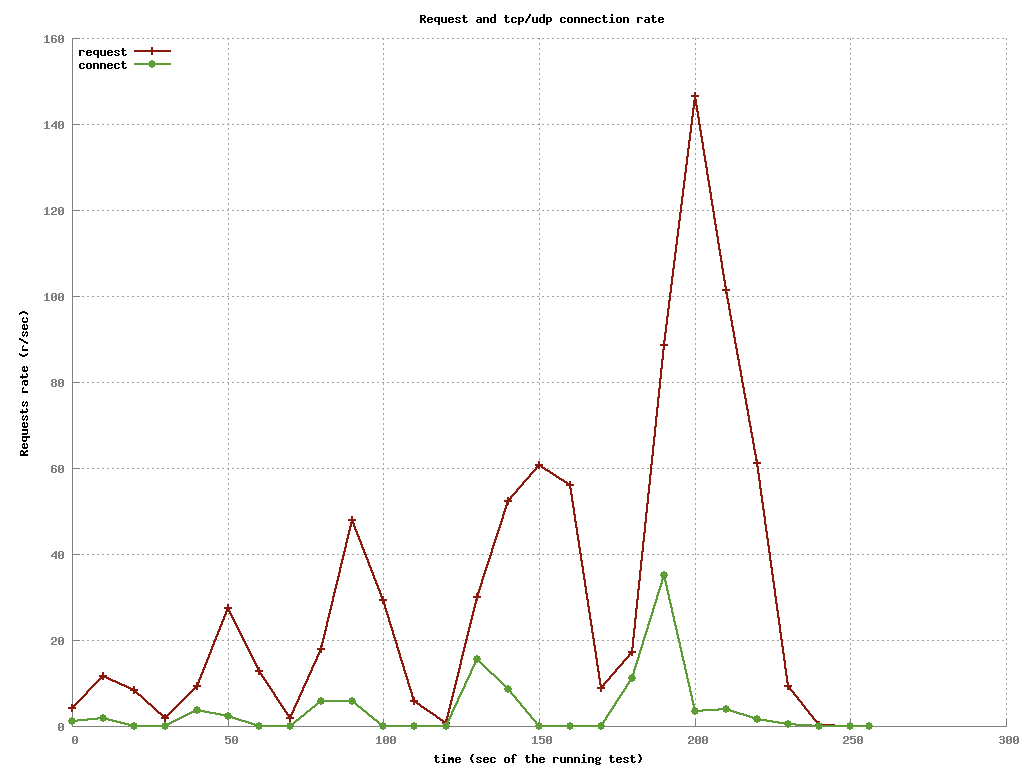 Request and tcp/udp connection rate
160
request
connect
140
120
100
80
60
40
20
0
0 50 100 150 200 250 300
Requests rate (r/sec)
time (sec of the running test)